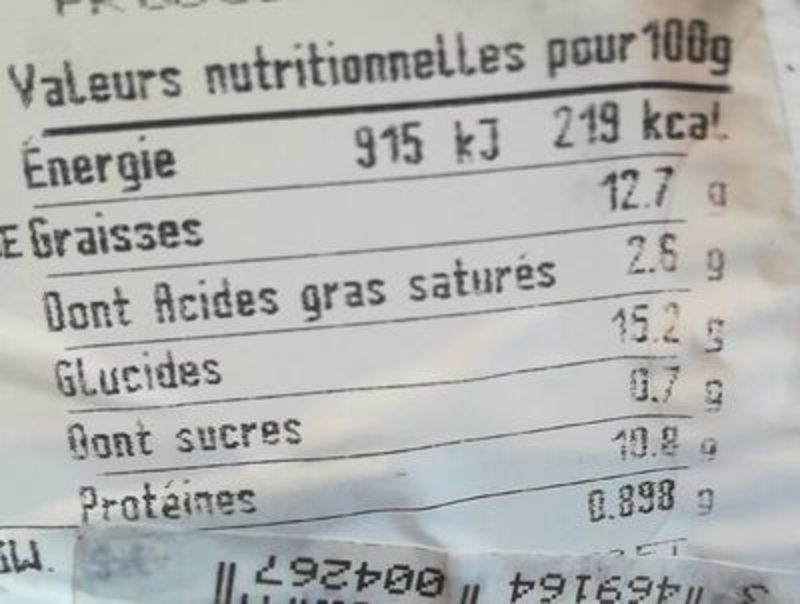 Valeurs nutritionnelles pour 100g
Énergie 915 kJ 219 kcal
E Graisses 12.7 g
Dont Acides gras saturés 2.6 g
Glucides 15.2 g
Dont sucres 0.7 g
Protéines 10.8 g
0.898 g